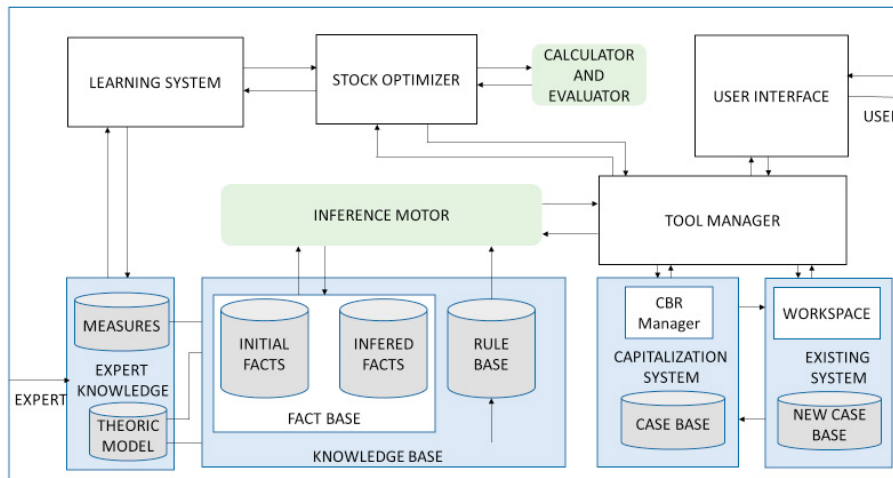 LEARNING SYSTEM
STOCK OPTIMIZER
CALCULATOR
AND
EVALUATOR
USER INTERFACE
USER
INFERENCE MOTOR
TOOL MANAGER
MEASURES
EXPERT
KNOWLEDGE
EXPERT
THEORIC
MODEL
INITIAL
FACTS
INFERED
FACTS
FACT BASE
RULE
BASE
KNOWLEDGE BASE
CBR
Manager
CAPITALIZATION
SYSTEM
CASE BASE
WORKSPACE
EXISTING
SYSTEM
NEW CASE
BASE